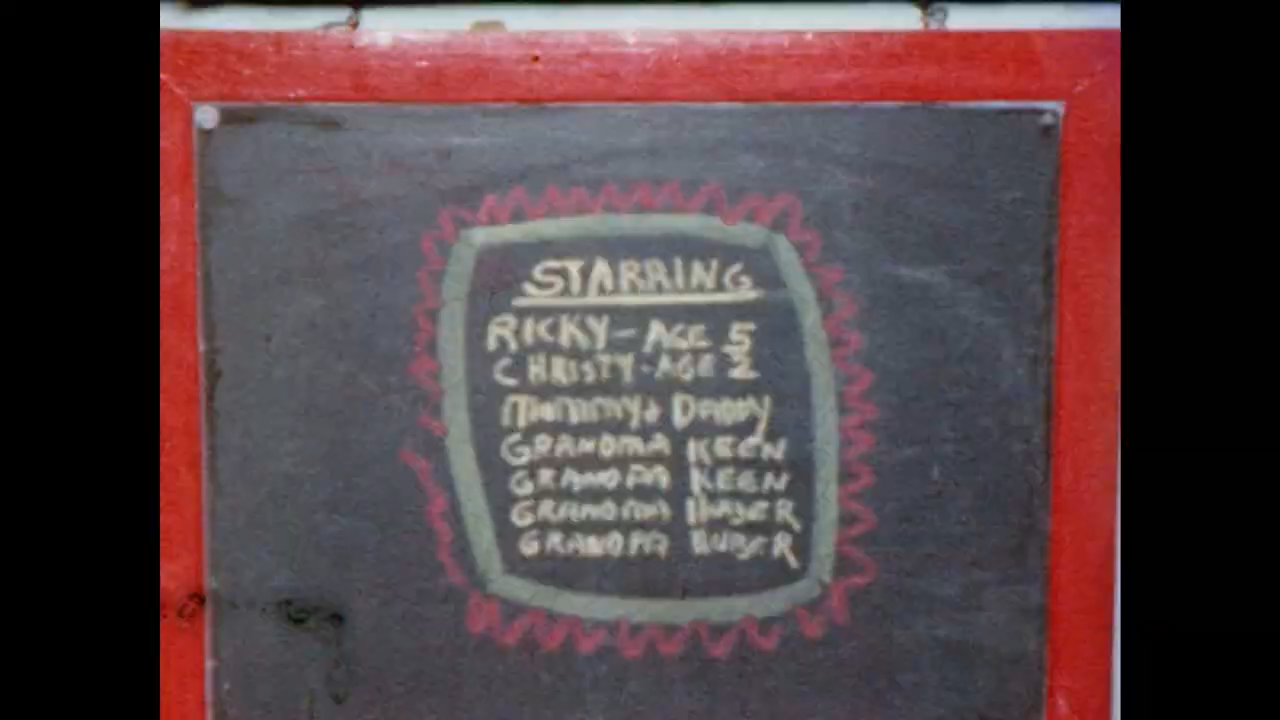 STARRING
RICKY - AGE 5
CHRISTY - AGE 2
MOMMY & DADDY
GRANDMA KEEN
GRANDPA KEEN
GRANDMA HUBER
GRANDPA HUBER